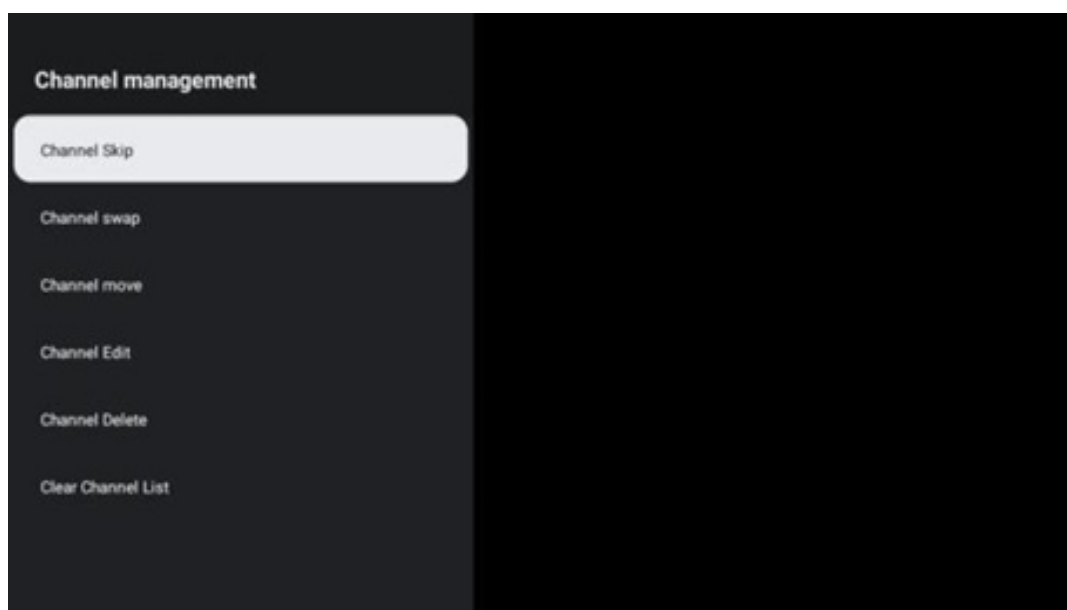 Channel management
Channel Skip
Channel swap
Channel move
Channel Edit
Channel Delete
Clear Channel List